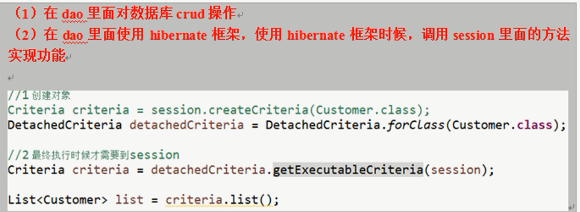 （1）在 dao 里面对数据库 crud 操作
（2）在 dao 里面使用 hibernate 框架，使用 hibernate 框架时候，调用 session 里面的方法
实现功能
//1 创建对象
Criteria criteria = session.createCriteria(Customer.class);
DetachedCriteria detachedCriteria = DetachedCriteria.forClass(Customer.class);
//2 最终执行时候才需要到session
Criteria criteria = detachedCriteria.getExecutableCriteria(session);
List<Customer> list = criteria.list();